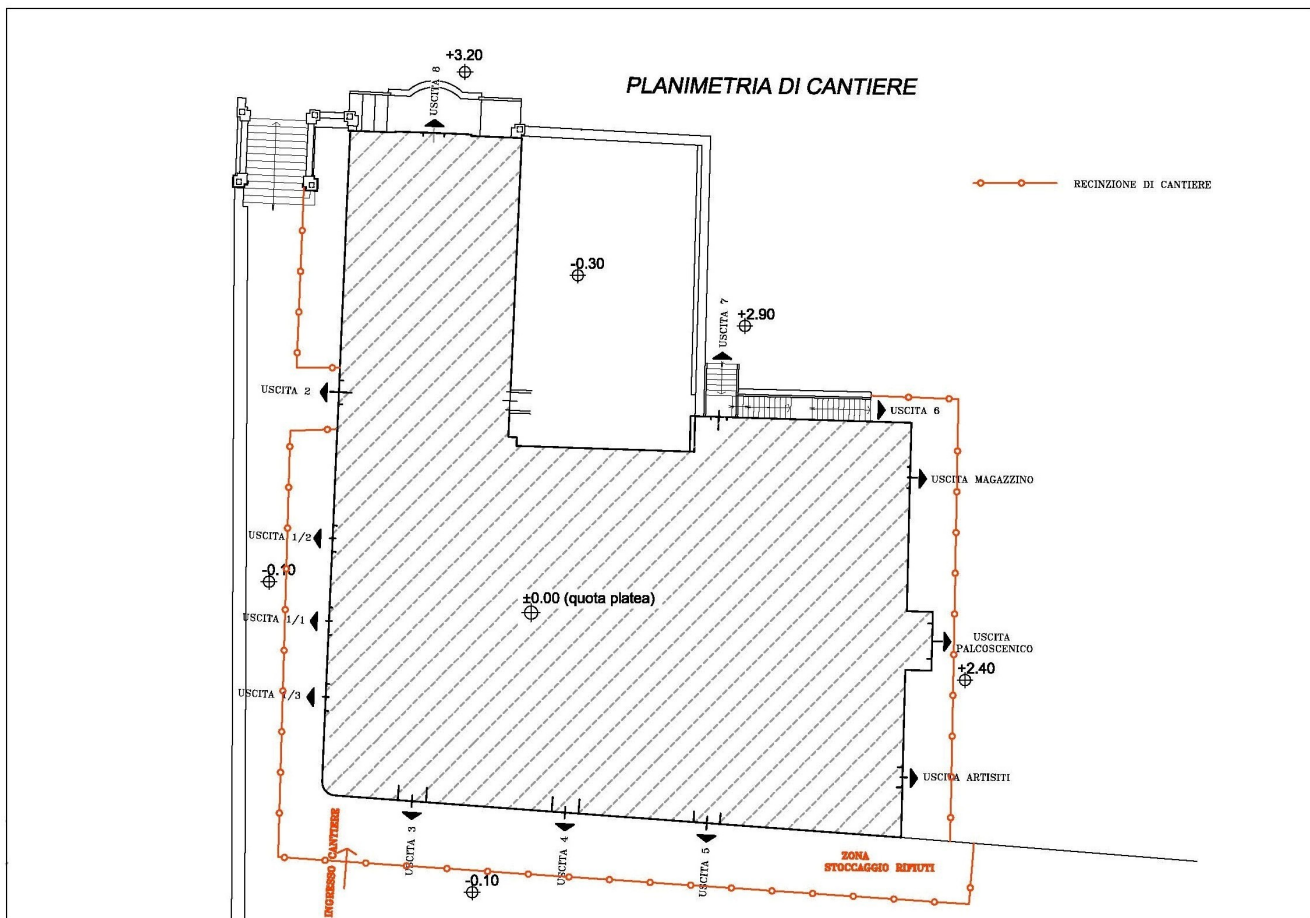 +3.20
USCITA 8
PLANIMETRIA DI CANTIERE
RECINZIONE DI CANTIERE
-0.30
USCITA 7
+2.90
USCITA 2
USCITA 6
USCITA MAGAZZINO
USCITA 1/2
-0.10
±0.00 (quota platea)
USCITA 1/1
USCITA
PALCOSCENICO
+2.40
USCITA 1/3
USCITA ARTISITI
INGRESSO CANTIERE
USCITA 3
USCITA 4
USCITA 5
ZONA
STOCCAGGIO RIFIUTI
-0.10